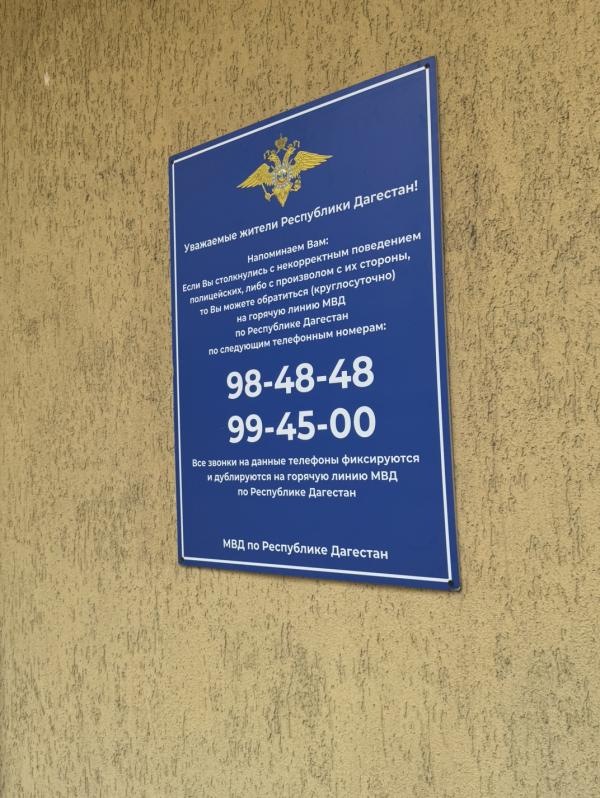 Уважаемые жители Республики Дагестан!
Напоминаем Вам:
Если Вы столкнулись с некорректным поведением
полицейских, либо с произволом с их стороны,
то Вы можете обратиться (круглосуточно)
на горячую линию МВД
по Республике Дагестан
по следующим телефонным номерам:
98-48-48
99-45-00
Все звонки на данные телефоны фиксируются
и дублируются на горячую линию МВД
по Республике Дагестан
МВД по Республике Дагестан